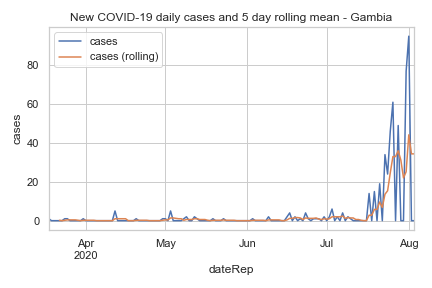 New COVID-19 daily cases and 5 day rolling mean - Gambia
cases
cases (rolling)
80
60
40
20
0
cases
Apr
2020
May
Jun
Jul
Aug
dateRep